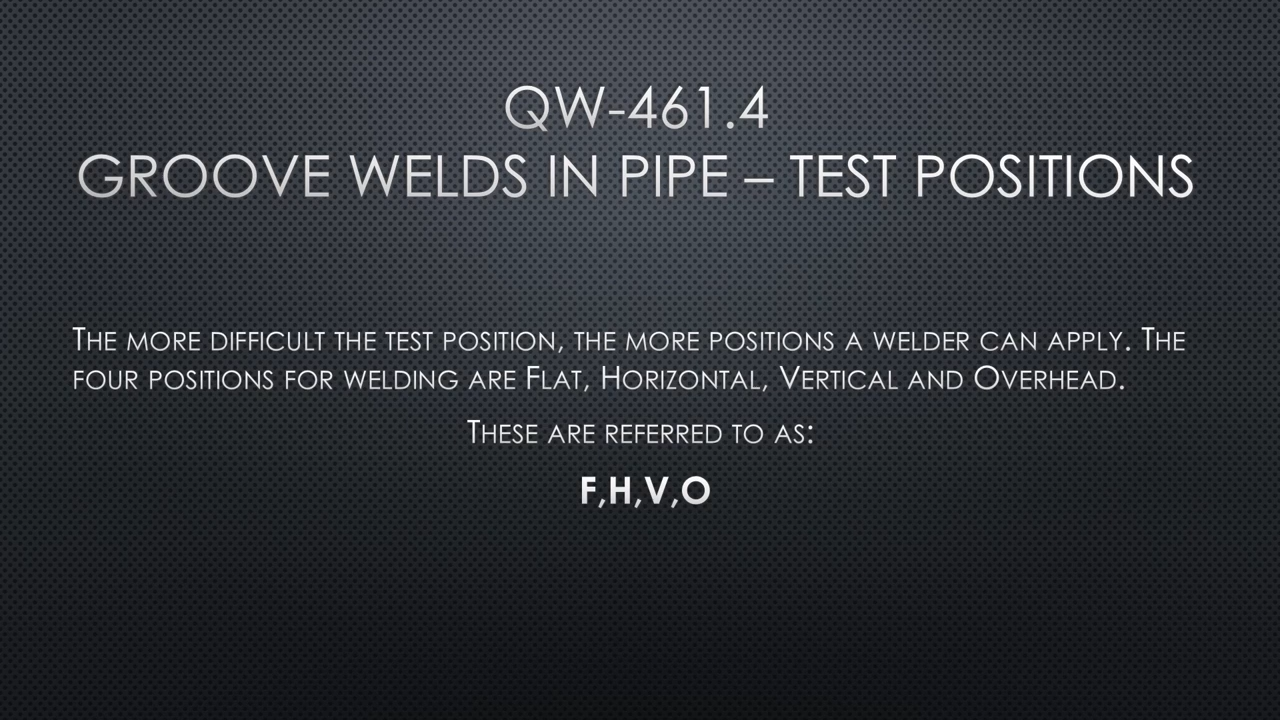 QW-461.4
GROOVE WELDS IN PIPE – TEST POSITIONS
THE MORE DIFFICULT THE TEST POSITION, THE MORE POSITIONS A WELDER CAN APPLY. THE
FOUR POSITIONS FOR WELDING ARE FLAT, HORIZONTAL, VERTICAL AND OVERHEAD.
THESE ARE REFERRED TO AS:
F,H,V,O